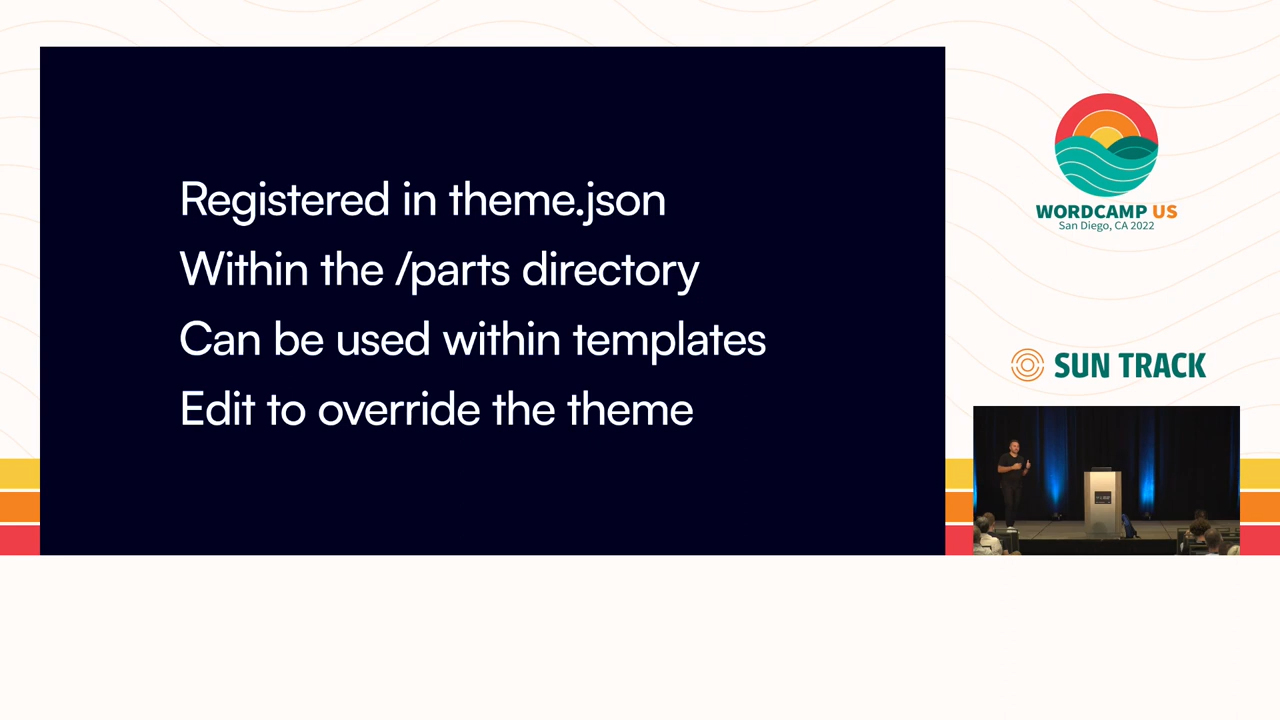 Registered in theme.json
Within the /parts directory
Can be used within templates
Edit to override the theme
WORDCAMP US
San Diego, CA 2022
SUN TRACK